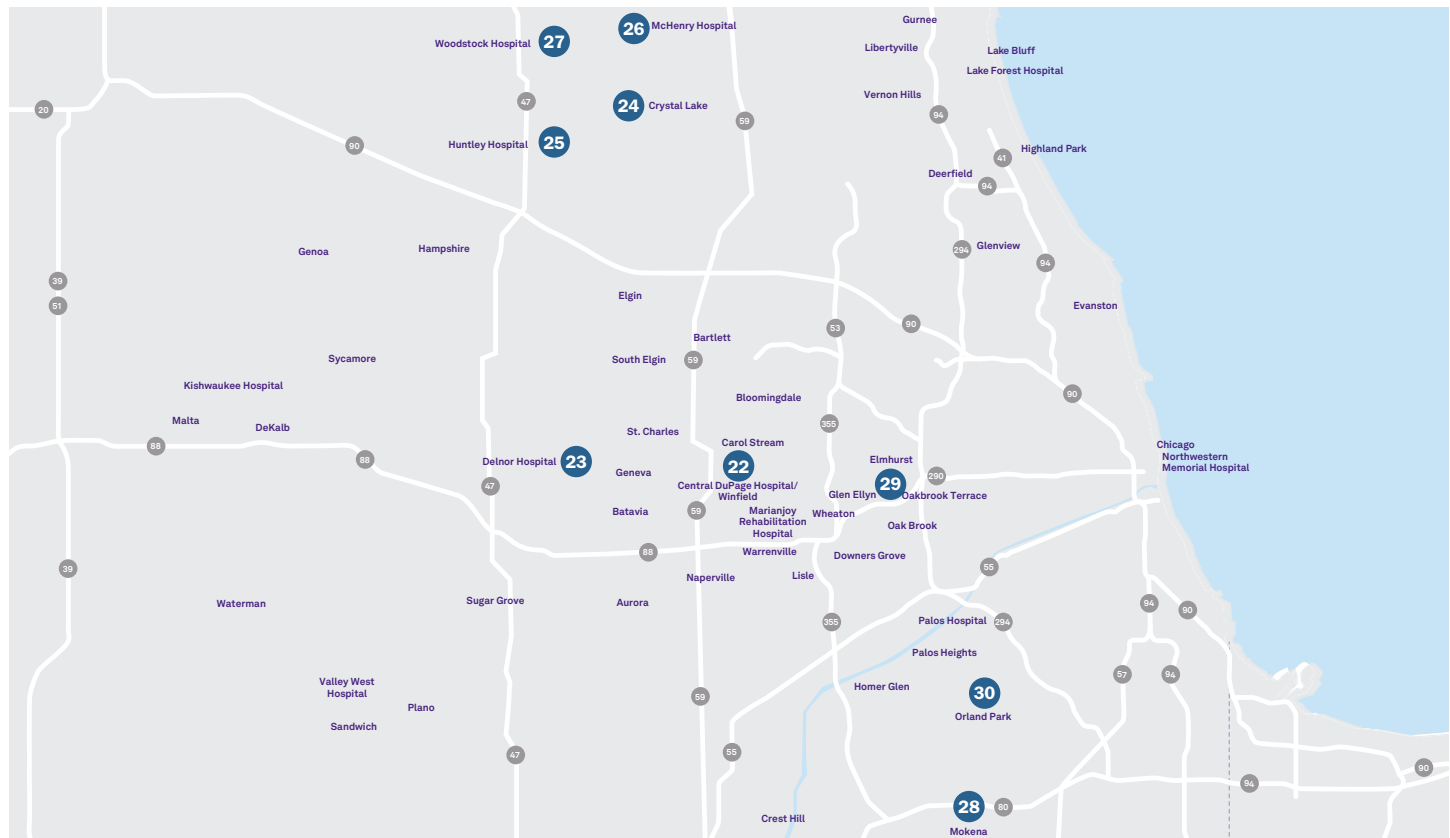 Gurnee
26
McHenry Hospital
Woodstock Hospital
27
Libertyville
Lake Bluff
Lake Forest Hospital
Vernon Hills
47
24
Crystal Lake
20
94
59
25
Huntley Hospital
90
Highland Park
41
Deerfield
94
Genoa
Hampshire
294
Glenview
94
39
Elgin
51
Evanston
90
53
Bartlett
Sycamore
South Elgin
59
Kishwaukee Hospital
90
Bloomingdale
Malta
355
DeKalb
St. Charles
Carol Stream
88
Chicago
Northwestern
Memorial Hospital
88
Delnor Hospital
23
22
Elmhurst
Geneva
290
47
Central DuPage Hospital/
Winfield
29
Glen Ellyn
Oakbrook Terrace
Batavia
59
Marianjoy
Rehabilitation
Hospital
Wheaton
Oak Brook
88
Warrenville
Downers Grove
39
55
Naperville
Lisle
Waterman
Sugar Grove
Aurora
94
90
355
Palos Hospital
294
Palos Heights
57
94
Valley West
Hospital
Homer Glen
30
59
Plano
Orland Park
Sandwich
47
55
90
94
28
80
Crest Hill
Mokena